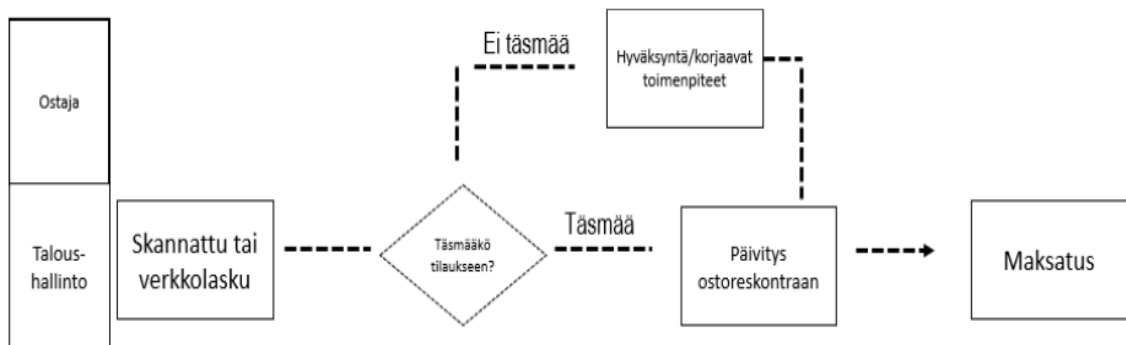 Ostaja
Ei täsmää
Hyväksyntä/korjaavat
toimenpiteet
Talous-
hallinto
Skannattu tai
verkkolasku
Täsmääkö
tilaukseen?
Täsmää
Päivitys
ostoreskontraan
Maksatus